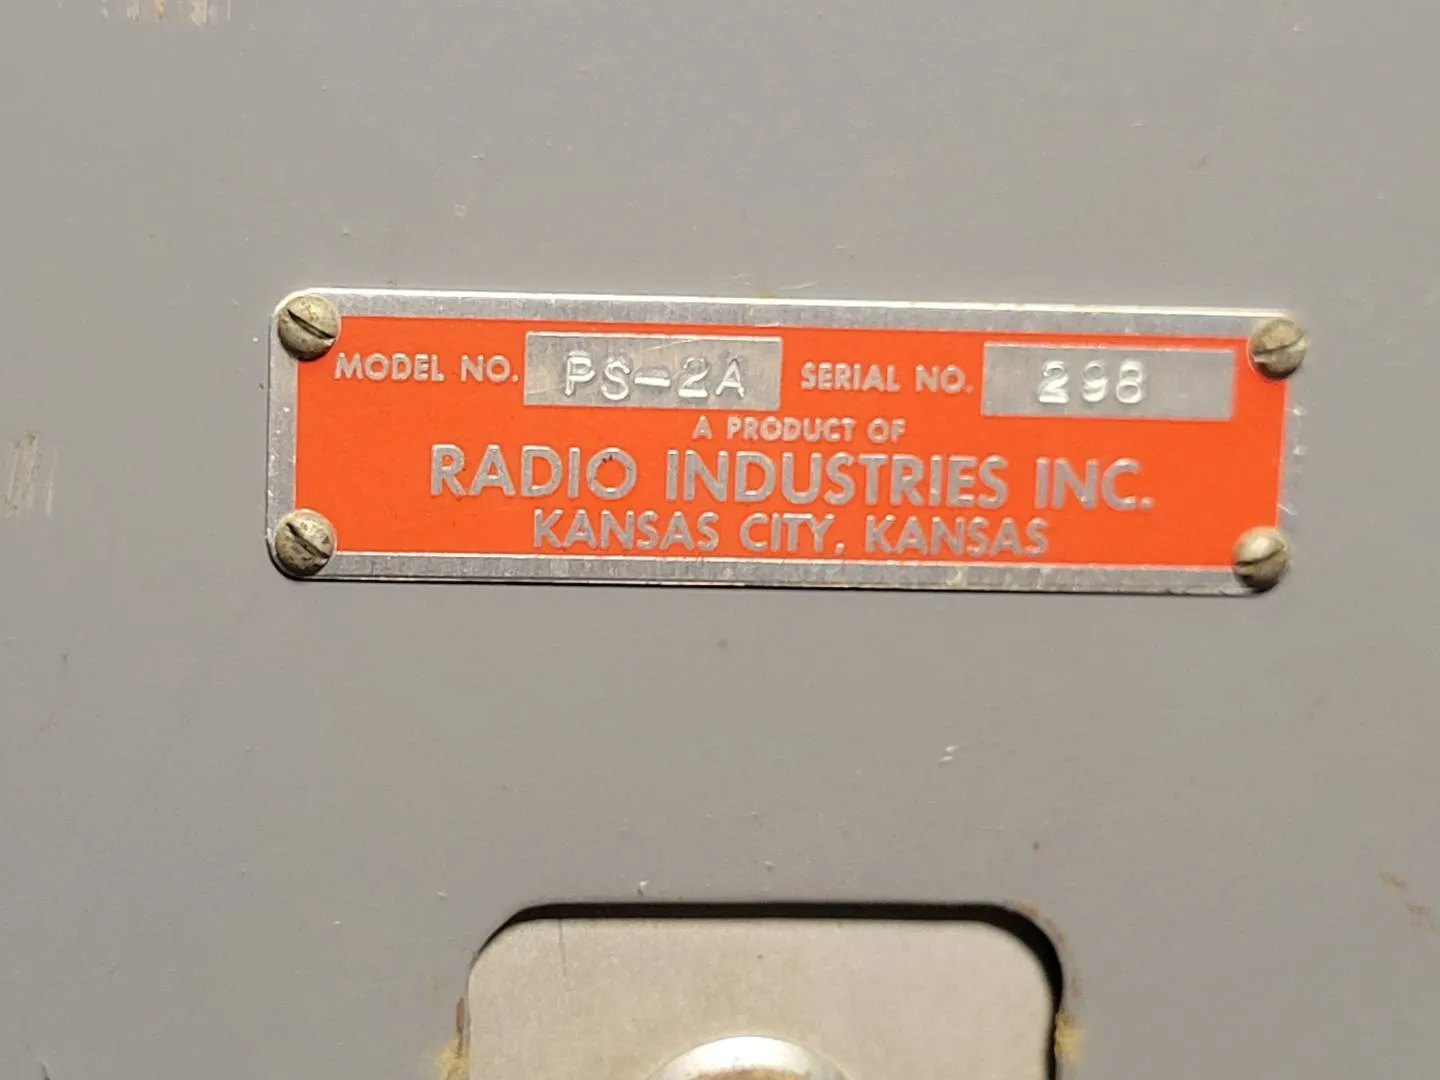 MODEL NO. PS-2A SERIAL NO. 298
A PRODUCT OF
RADIO INDUSTRIES INC.
KANSAS CITY, KANSAS